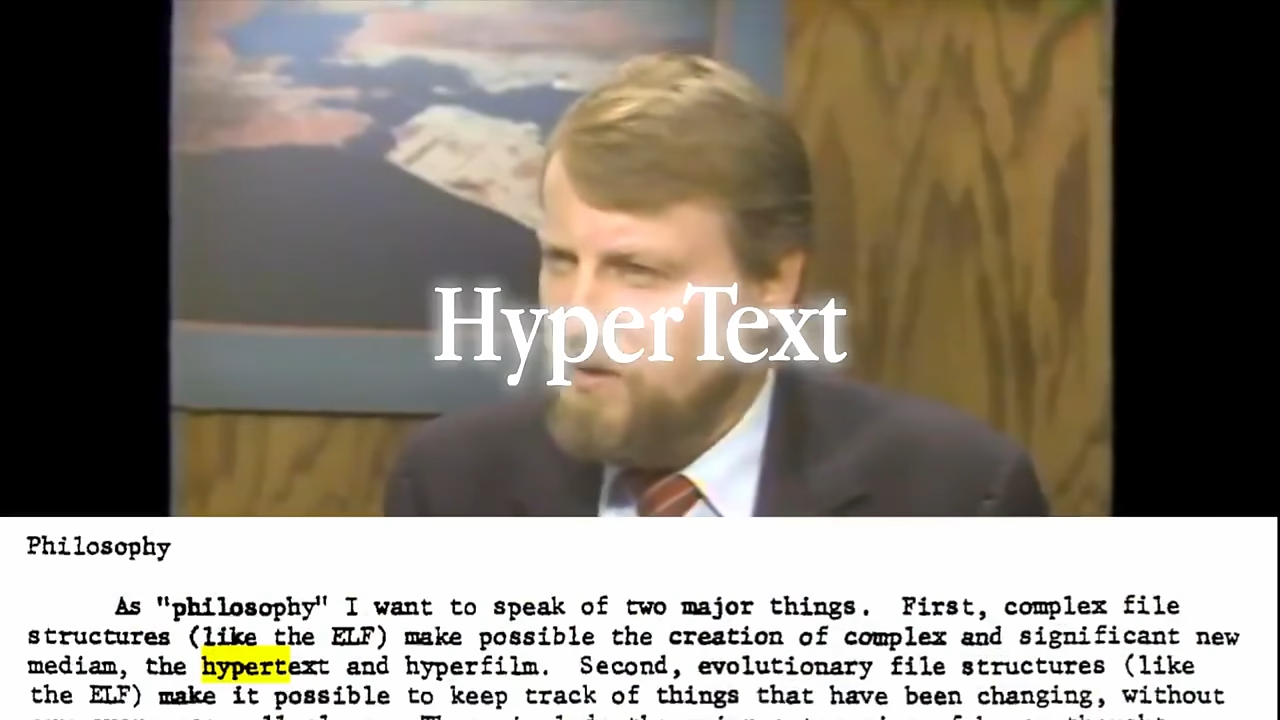 HyperText
Philosophy
As "philosophy" I want to speak of two major things. First, complex file
structures (like the ELF) make possible the creation of complex and significant new
mediam, the hypertext and hyperfilm. Second, evolutionary file structures (like
the ELF) make it possible to keep track of things that have been changing, without